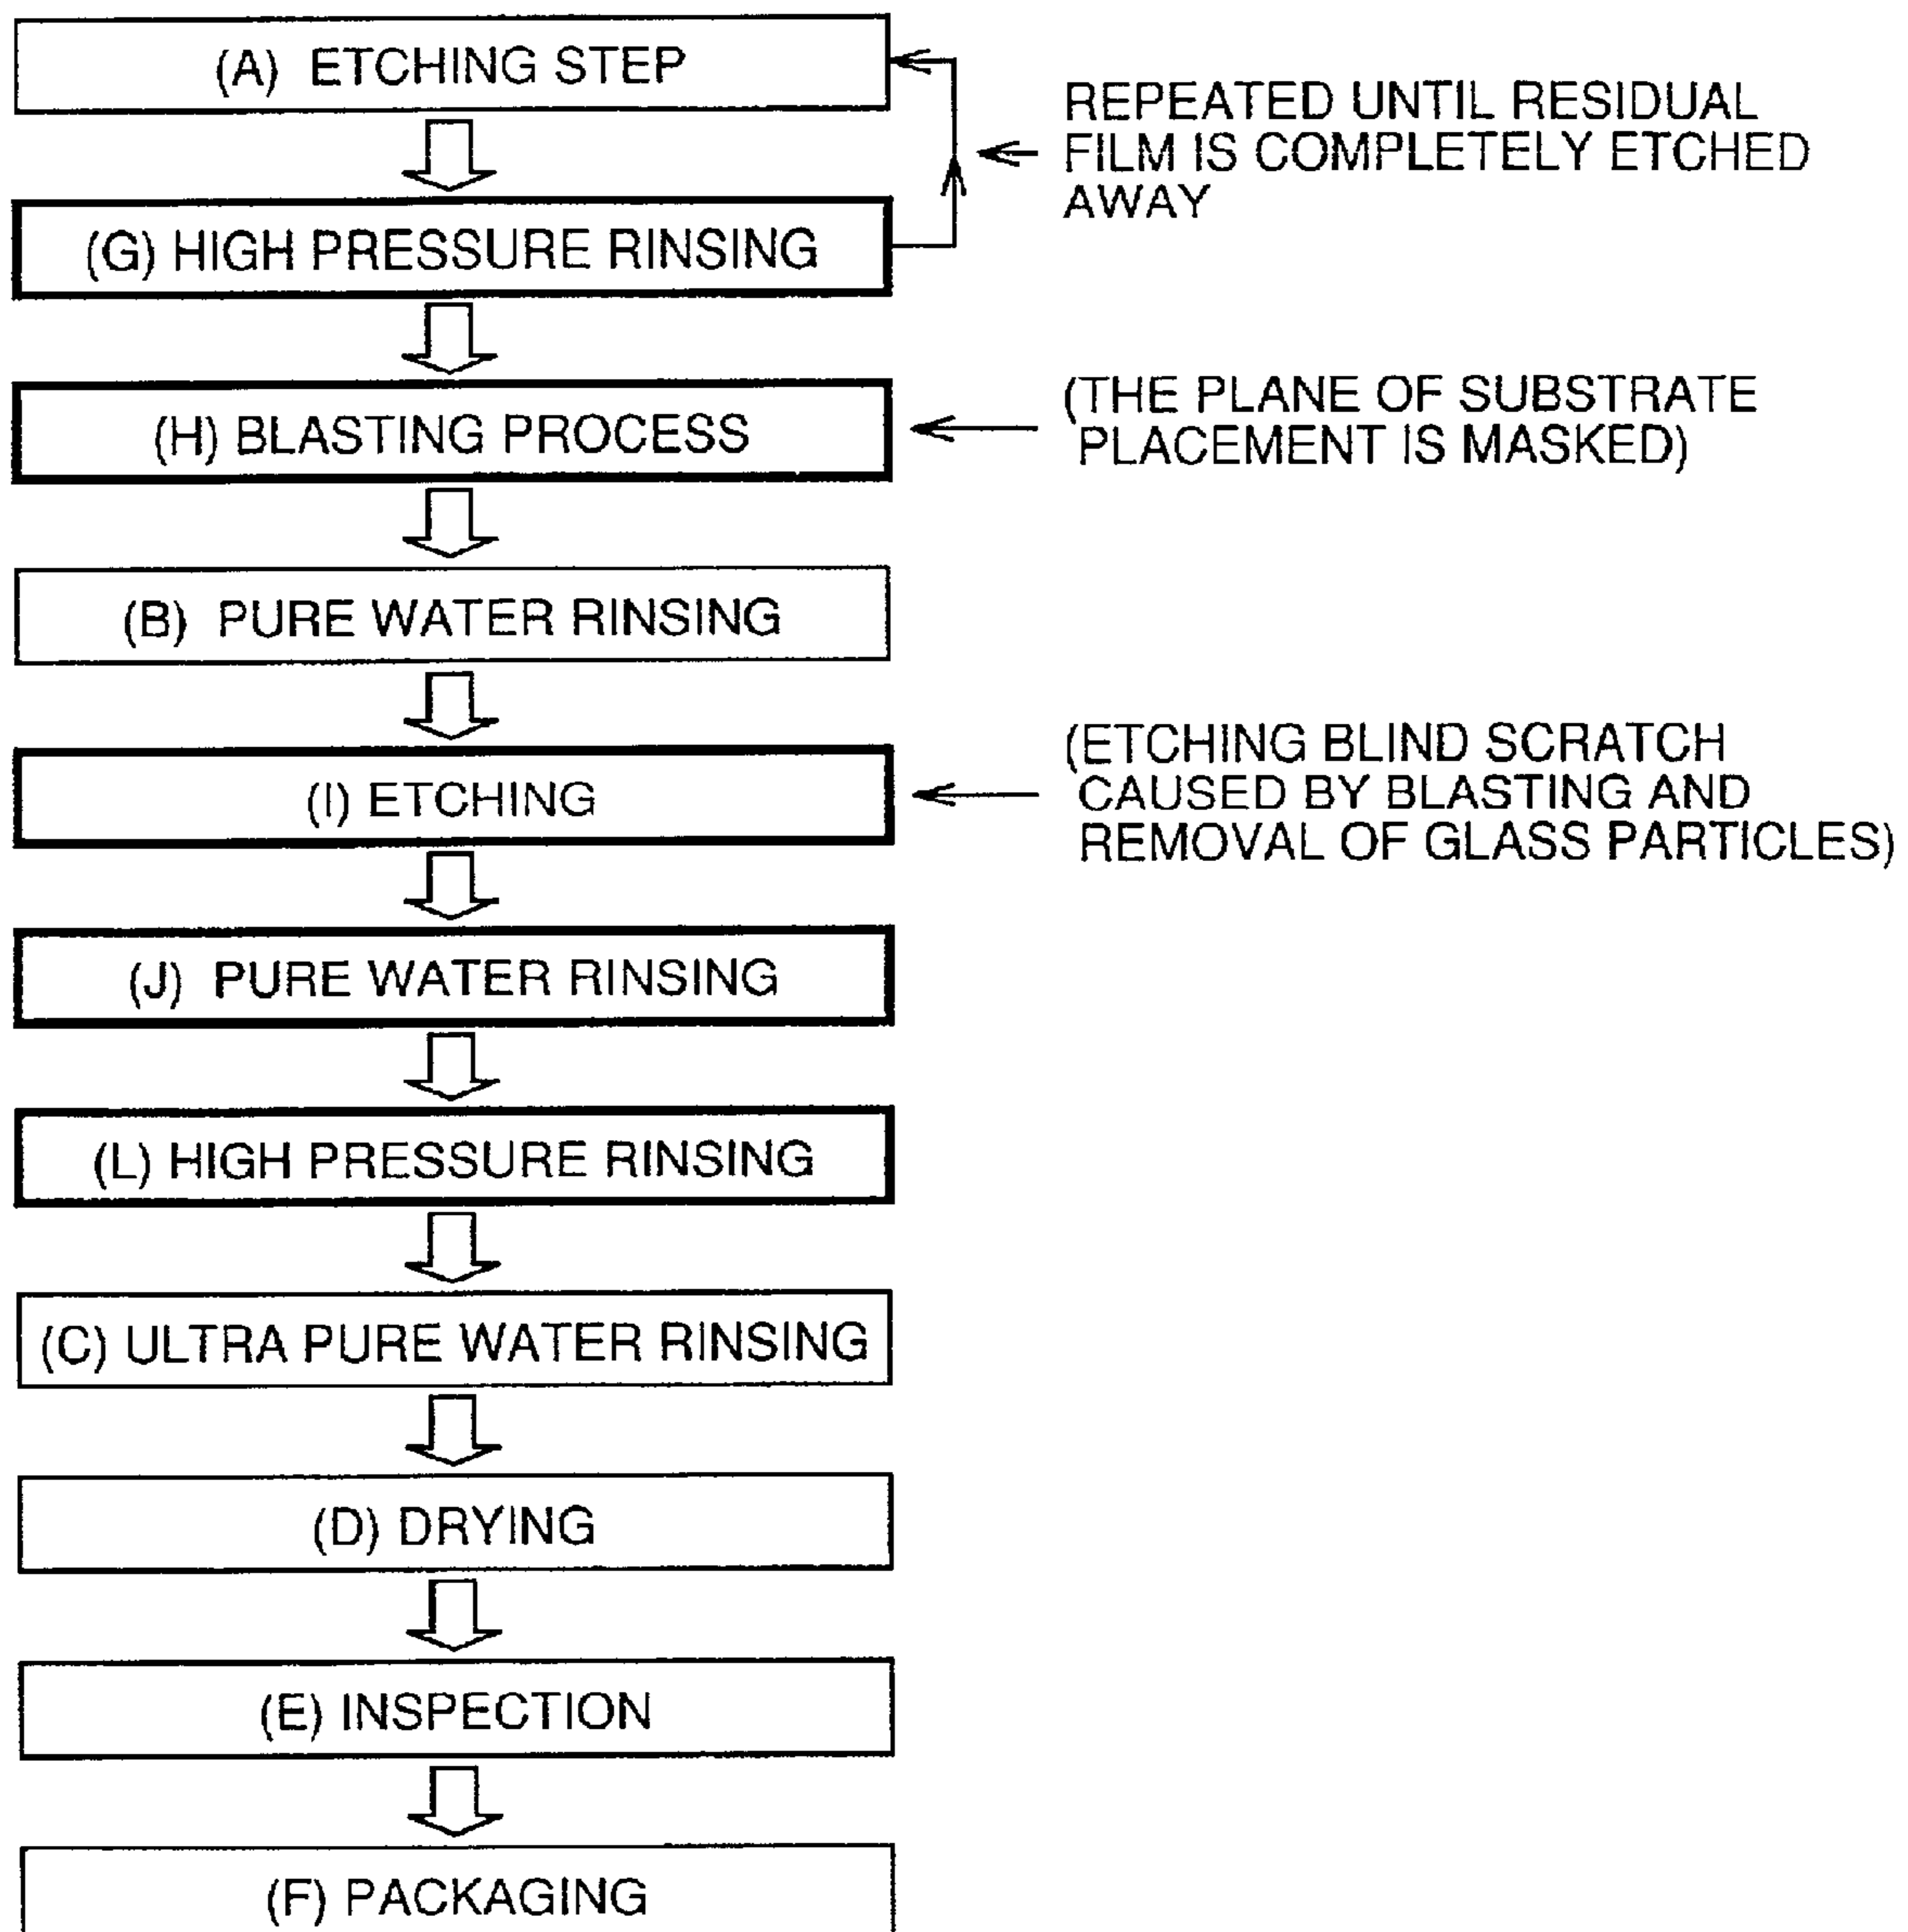 (A) ETCHING STEP
REPEATED UNTIL RESIDUAL
FILM IS COMPLETELY ETCHED
AWAY
(G) HIGH PRESSURE RINSING
(H) BLASTING PROCESS
(THE PLANE OF SUBSTRATE
PLACEMENT IS MASKED)
(B) PURE WATER RINSING
(I) ETCHING
(ETCHING BLIND SCRATCH
CAUSED BY BLASTING AND
REMOVAL OF GLASS PARTICLES)
(J) PURE WATER RINSING
(L) HIGH PRESSURE RINSING
(C) ULTRA PURE WATER RINSING
(D) DRYING
(E) INSPECTION
(F) PACKAGING